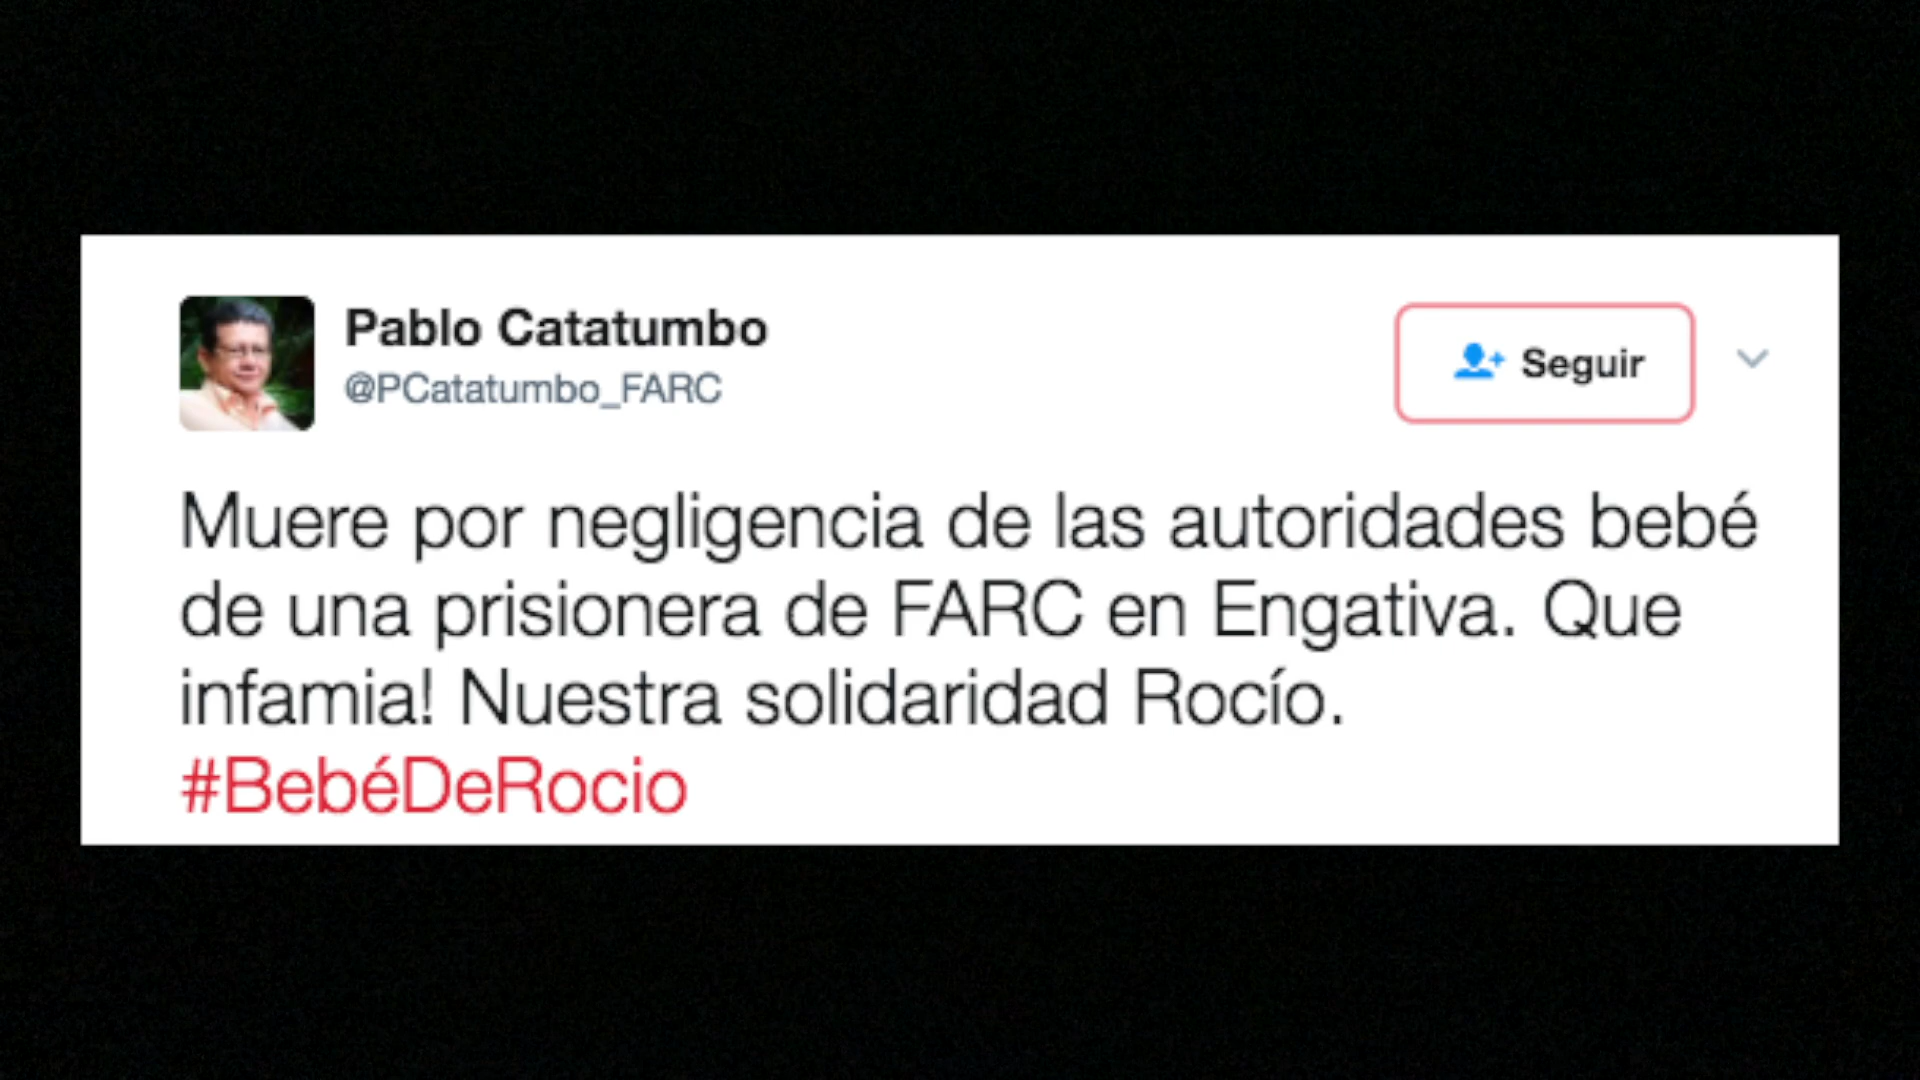 Pablo Catatumbo
@PCatatumbo_FARC
Seguir
Muere por negligencia de las autoridades bebé
de una prisionera de FARC en Engativa. Que
infamia! Nuestra solidaridad Rocío.
#BebéDeRocio